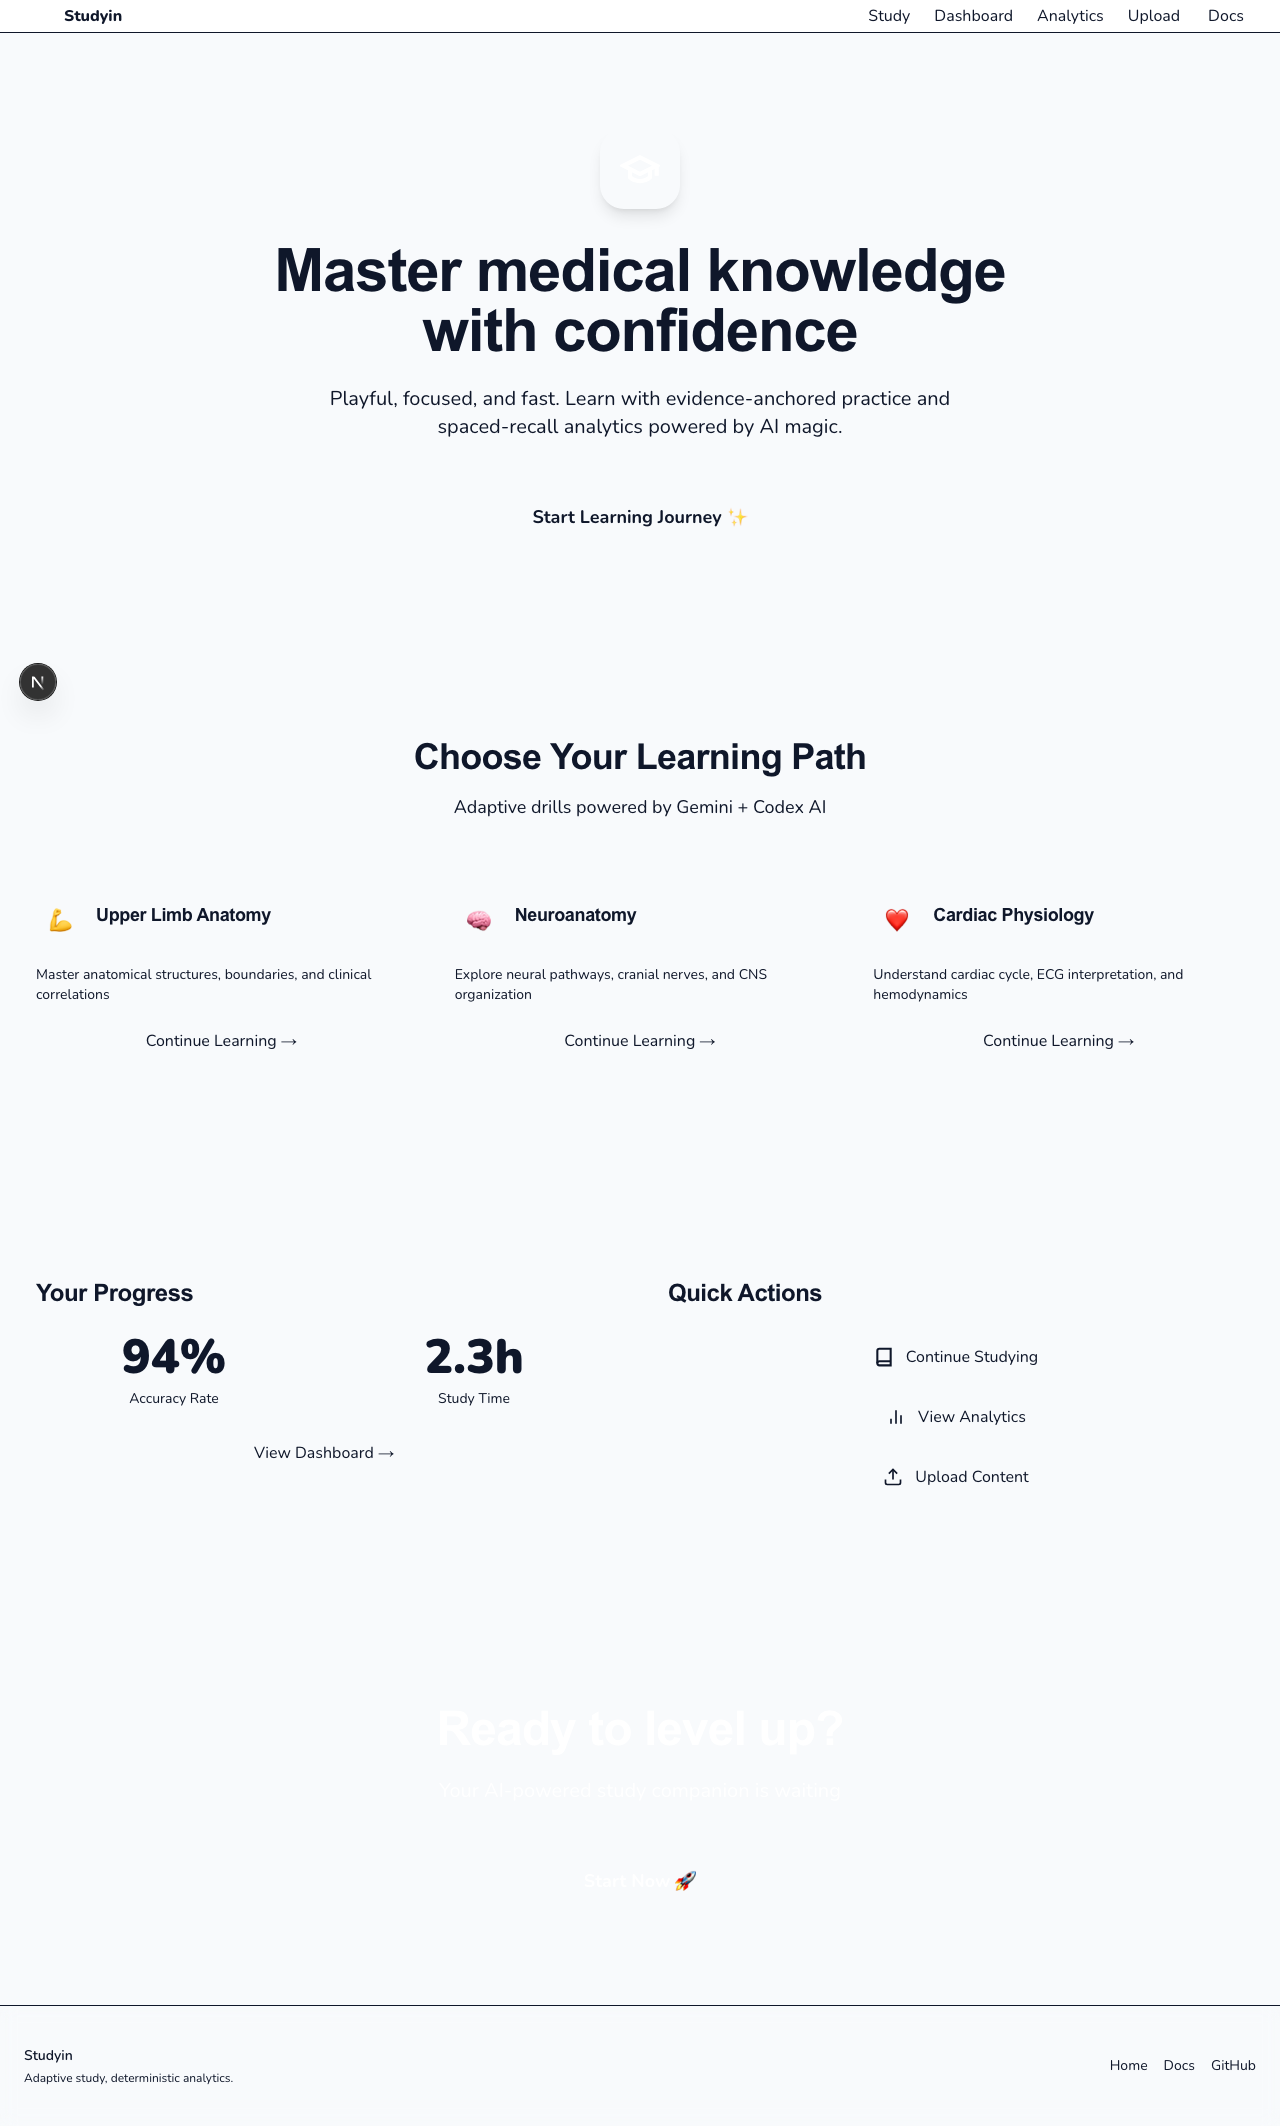 Studyin
Study Dashboard Analytics Upload Docs
Master medical knowledge
with confidence
Playful, focused, and fast. Learn with evidence-anchored practice and
spaced-recall analytics powered by AI magic.
Start Learning Journey ✨
N
Choose Your Learning Path
Adaptive drills powered by Gemini + Codex AI
💪 Upper Limb Anatomy
Master anatomical structures, boundaries, and clinical
correlations
Continue Learning →
🧠 Neuroanatomy
Explore neural pathways, cranial nerves, and CNS
organization
Continue Learning →
❤️ Cardiac Physiology
Understand cardiac cycle, ECG interpretation, and
hemodynamics
Continue Learning →
Your Progress
94%
Accuracy Rate
2.3h
Study Time
View Dashboard →
Quick Actions
Continue Studying
View Analytics
Upload Content
Ready to level up?
Your AI-powered study companion is waiting
Start Now 🚀
Studyin
Adaptive study, deterministic analytics.
Home Docs GitHub